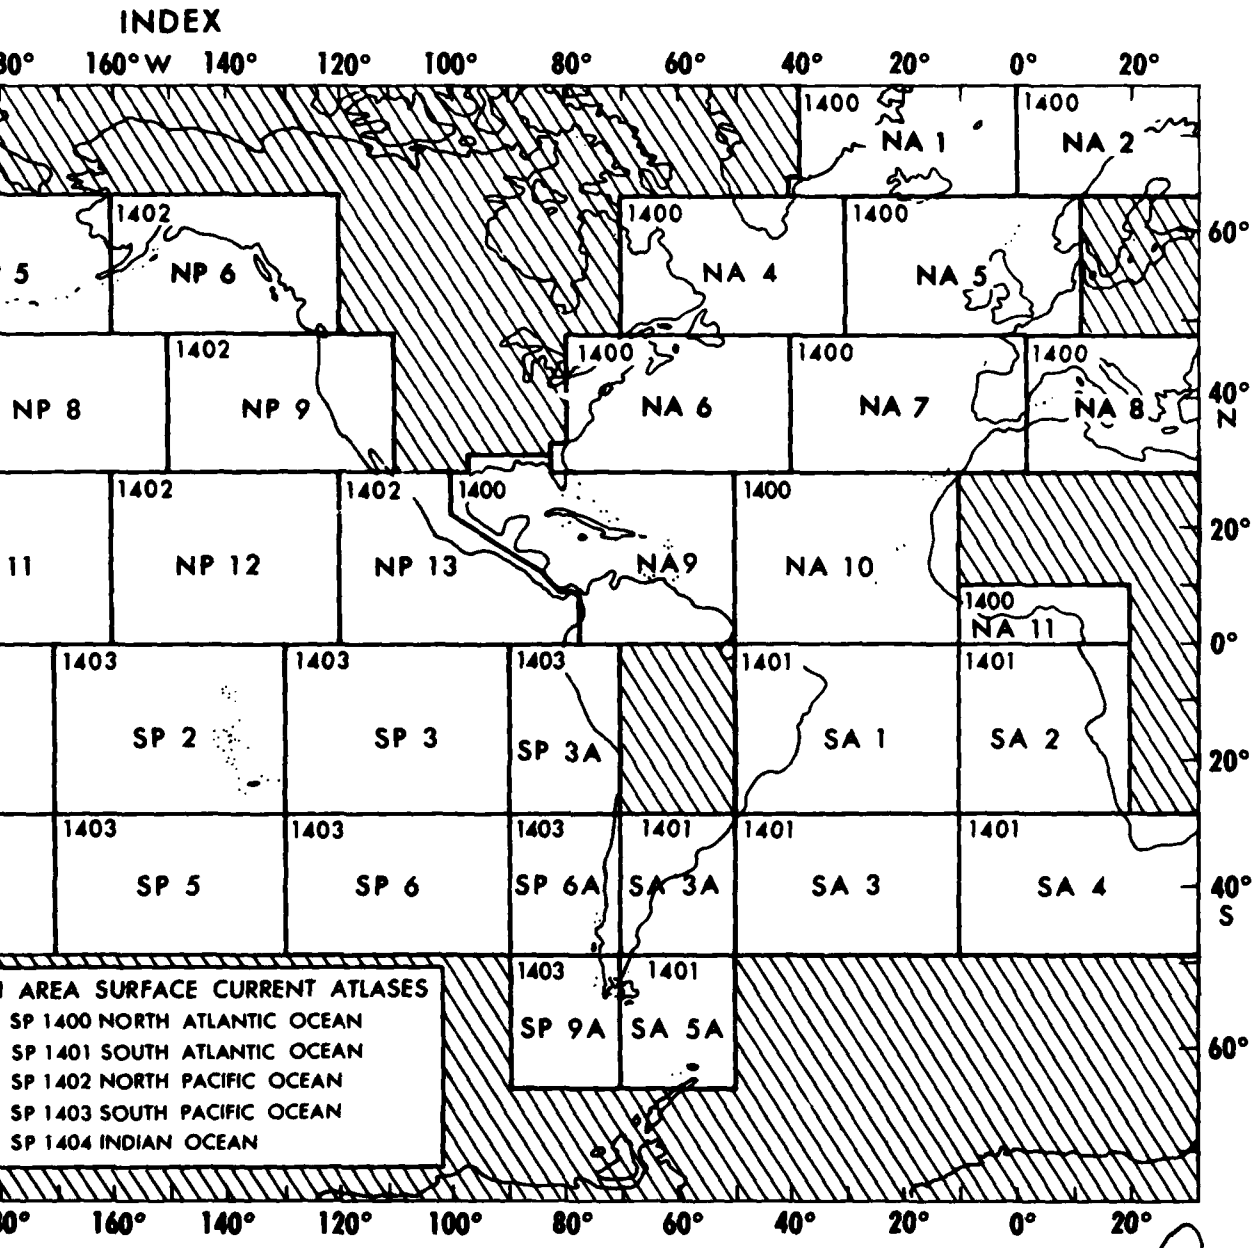 INDEX
80° 160° W 140° 120° 100° 80° 60° 40° 20° 0° 20°
1400 1400
NA 1 NA 2
1402 1400 1400
60°
5 NP 6 NA 4 NA 5
1402 1400 1400 1400
40°
N
NP 8 NP 9 NA 6 NA 7 NA 8
1402 1402 1400 1400
20°
11 NP 12 NP 13 NA9 NA 10
1400
NA 11
0°
1403 1403 1403 1401 1401
SP 2 SP 3 SP 3A SA 1 SA 2
20°
1403 1403 1403 1401 1401 1401
SP 5 SP 6 SP 6A SA 3A SA 3 SA 4
40°
S
1403 1401
SP 9A SA 5A
60°
AREA SURFACE CURRENT ATLASES
SP 1400 NORTH ATLANTIC OCEAN
SP 1401 SOUTH ATLANTIC OCEAN
SP 1402 NORTH PACIFIC OCEAN
SP 1403 SOUTH PACIFIC OCEAN
SP 1404 INDIAN OCEAN
80° 160° 140° 120° 100° 80° 60° 40° 20° 0° 20°